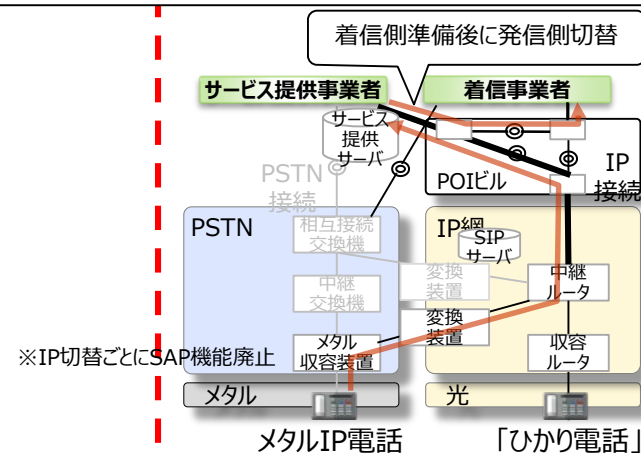 着信側準備後に発信側切替
サービス提供事業者
着信事業者
サービス
提供
サーバ
PSTN
接続
POIビル
IP
接続
PSTN
相互接続
交換機
IP網
SIP
サーバ
変換
装置
中継
ルータ
中継
交換機
変換
装置
メタル
収容装置
収容
ルータ
※IP切替ごとにSAP機能廃止
メタル
光
メタルIP電話
「ひかり電話」